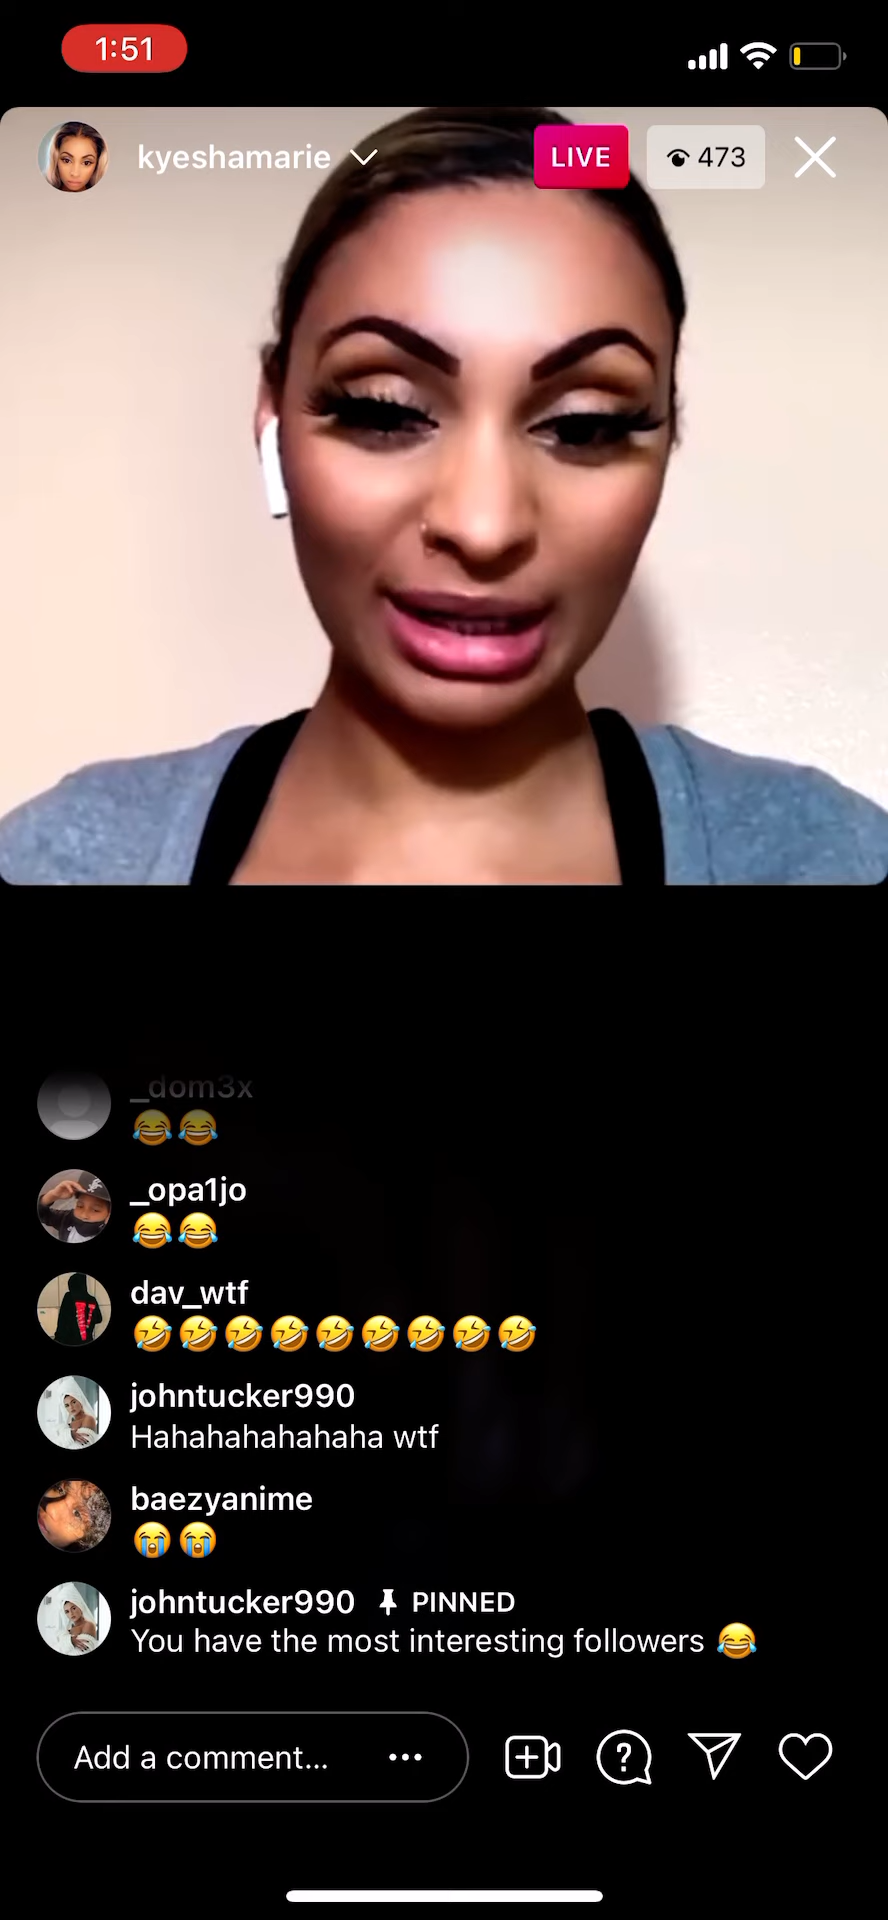 1:51
kyeshamarie
LIVE
473
_dom3x
😂😂
_opa1jo
😂😂
dav_wtf
🤣🤣🤣🤣🤣🤣🤣🤣🤣
johntucker990
Hahahahahahaha wtf
baezyanime
😭😭
johntucker990 PINNED
You have the most interesting followers 😂
Add a comment...